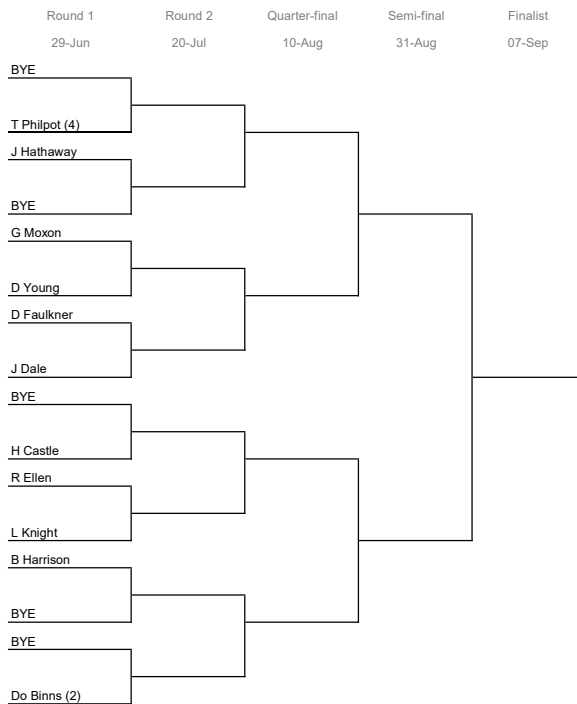 Round 1 Round 2 Quarter-final Semi-final Finalist
29-Jun 20-Jul 10-Aug 31-Aug 07-Sep
BYE
T Philpot (4)
J Hathaway
BYE
G Moxon
D Young
D Faulkner
J Dale
BYE
H Castle
R Ellen
L Knight
B Harrison
BYE
BYE
Do Binns (2)